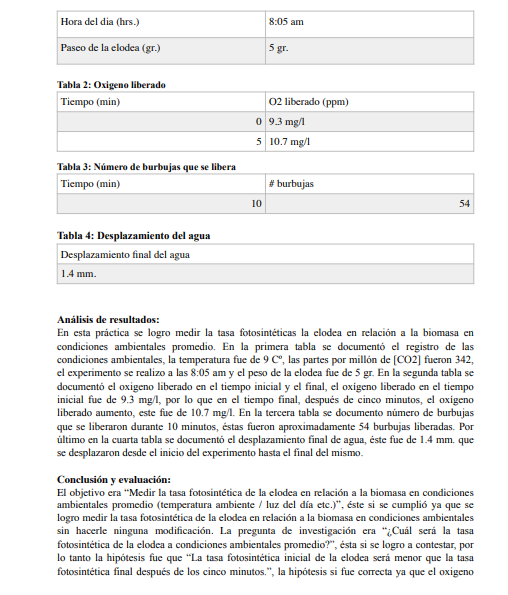 Hora del dia (hrs.) 8:05 am
Paseo de la elodea (gr.) 5 gr.
Tabla 2: Oxigeno liberado
Tiempo (min) O2 liberado (ppm)
0 9.3 mg/l
5 10.7 mg/l
Tabla 3: Número de burbujas que se libera
Tiempo (min) # burbujas
10 54
Tabla 4: Desplazamiento del agua
Desplazamiento final del agua
1.4 mm.
Análisis de resultados:
En esta práctica se logro medir la tasa fotosintéticas la elodea en relación a la biomasa en
condiciones ambientales promedio. En la primera tabla se documentó el registro de las
condiciones ambientales, la temperatura fue de 9 Cº, las partes por millón de [CO2] fueron 342,
el experimento se realizo a las 8:05 am y el peso de la elodea fue de 5 gr. En la segunda tabla se
documentó el oxigeno liberado en el tiempo inicial y el final, el oxígeno liberado en el tiempo
inicial fue de 9.3 mg/l, por lo que en el tiempo final, después de cinco minutos, el oxígeno
liberado aumento, este fue de 10.7 mg/l. En la tercera tabla se documento número de burbujas
que se liberaron durante 10 minutos, éstas fueron aproximadamente 54 burbujas liberadas. Por
último en la cuarta tabla se documentó el desplazamiento final de agua, éste fue de 1.4 mm. que
se desplazaron desde el inicio del experimento hasta el final del mismo.
Conclusión y evaluación:
El objetivo era “Medir la tasa fotosintética de la elodea en relación a la biomasa en condiciones
ambientales promedio (temperatura ambiente / luz del día etc.)”, éste si se cumplió ya que se
logro medir la tasa fotosintética de la elodea en relación a la biomasa en condiciones ambientales
sin hacerle ninguna modificación. La pregunta de investigación era “¿Cuál será la tasa
fotosintética de la elodea a condiciones ambientales promedio?”, ésta si se logro a contestar, por
lo tanto la hipótesis fue que “La tasa fotosintética inicial de la elodea será menor que la tasa
fotosintética final después de los cinco minutos.”, la hipótesis si fue correcta ya que el oxigeno